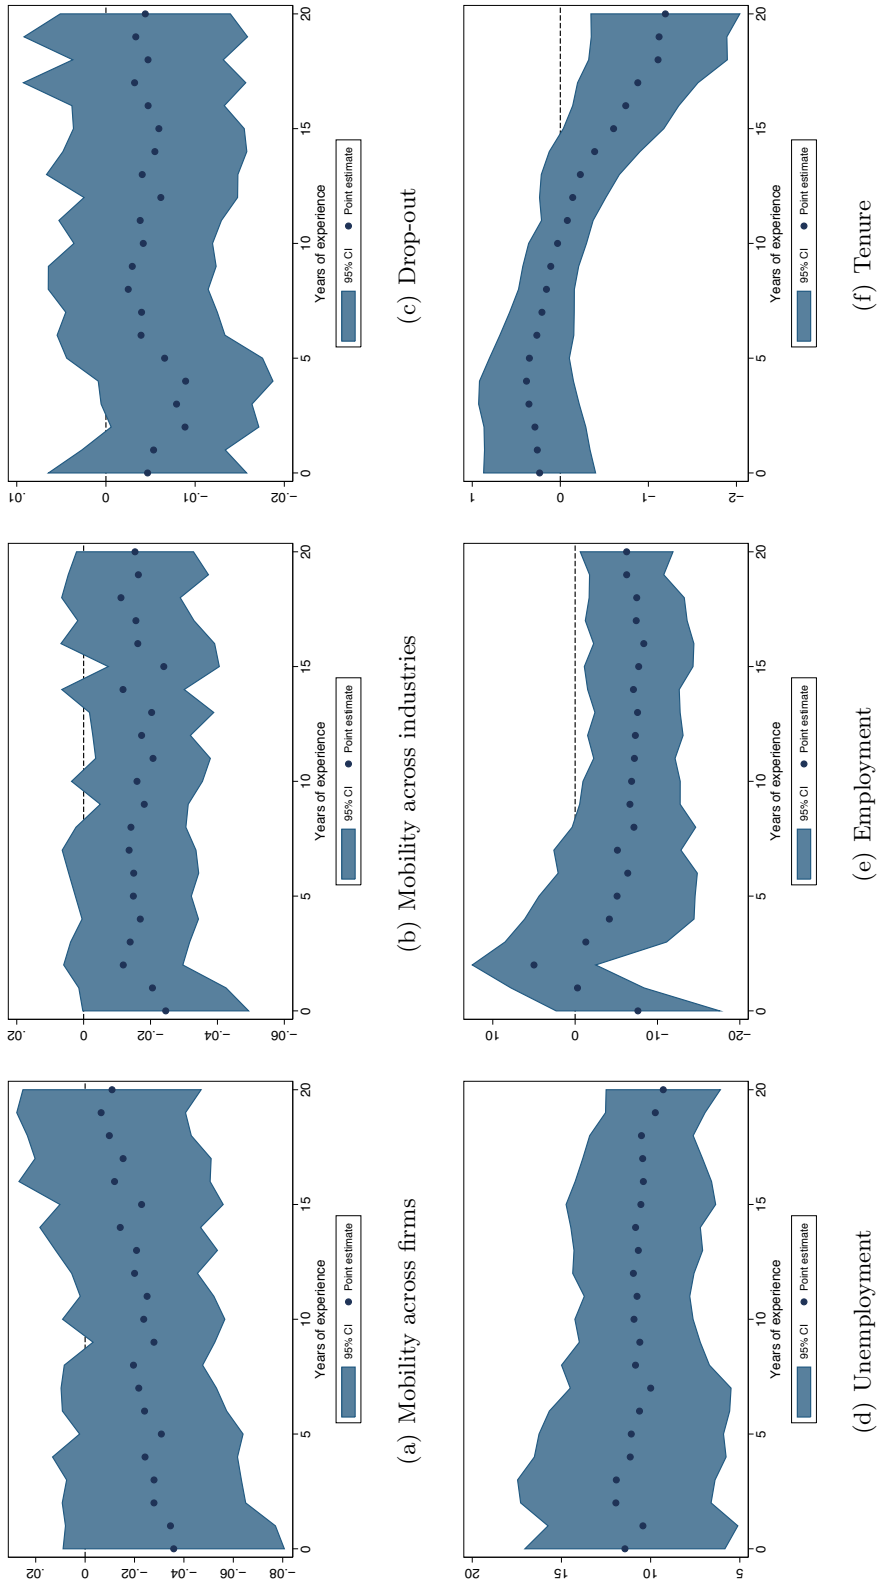 .02
0
−.02
−.04
−.06
−.08
0 5 10 15 20
Years of experience
95% CI Point estimate
(a) Mobility across firms
.02
0
−.02
−.04
−.06
0 5 10 15 20
Years of experience
95% CI Point estimate
(b) Mobility across industries
.01
0
−.01
−.02
0 5 10 15 20
Years of experience
95% CI Point estimate
(c) Drop-out
20
15
10
5
0 5 10 15 20
Years of experience
95% CI Point estimate
(d) Unemployment
10
0
−10
−20
0 5 10 15 20
Years of experience
95% CI Point estimate
(e) Employment
1
0
−1
−2
0 5 10 15 20
Years of experience
95% CI Point estimate
(f) Tenure